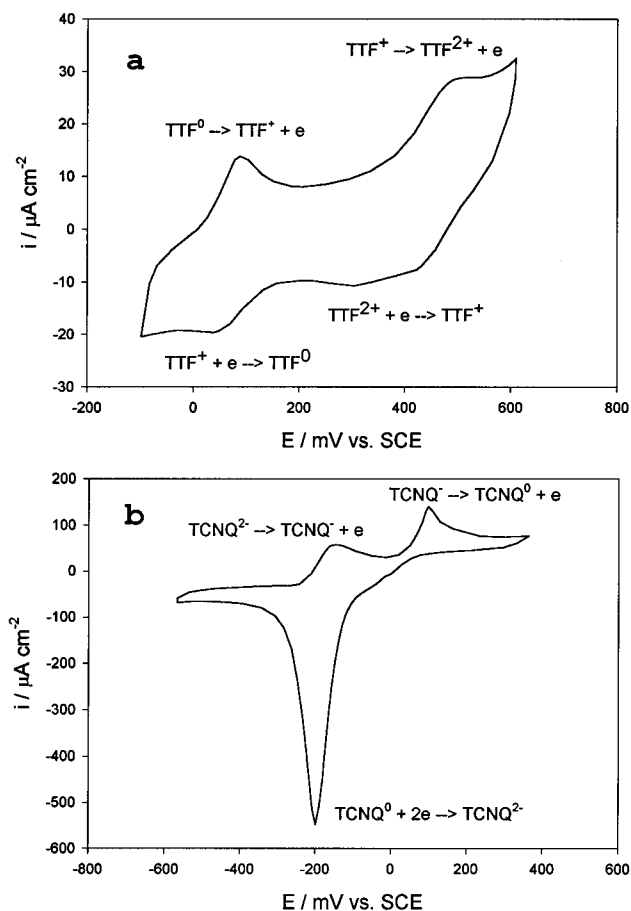 a
TTF⁺ --> TTF²⁺ + e
TTF⁰ --> TTF⁺ + e
TTF²⁺ + e --> TTF⁺
TTF⁺ + e --> TTF⁰
40
30
20
10
0
-10
-20
-30
i / µA cm⁻²
-200
0
200
400
600
800
E / mV vs. SCE
b
TCNQ⁻ --> TCNQ⁰ + e
TCNQ²⁻ --> TCNQ⁻ + e
TCNQ⁰ + 2e --> TCNQ²⁻
200
100
0
-100
-200
-300
-400
-500
-600
i / µA cm⁻²
-800
-600
-400
-200
0
200
400
600
E / mV vs. SCE